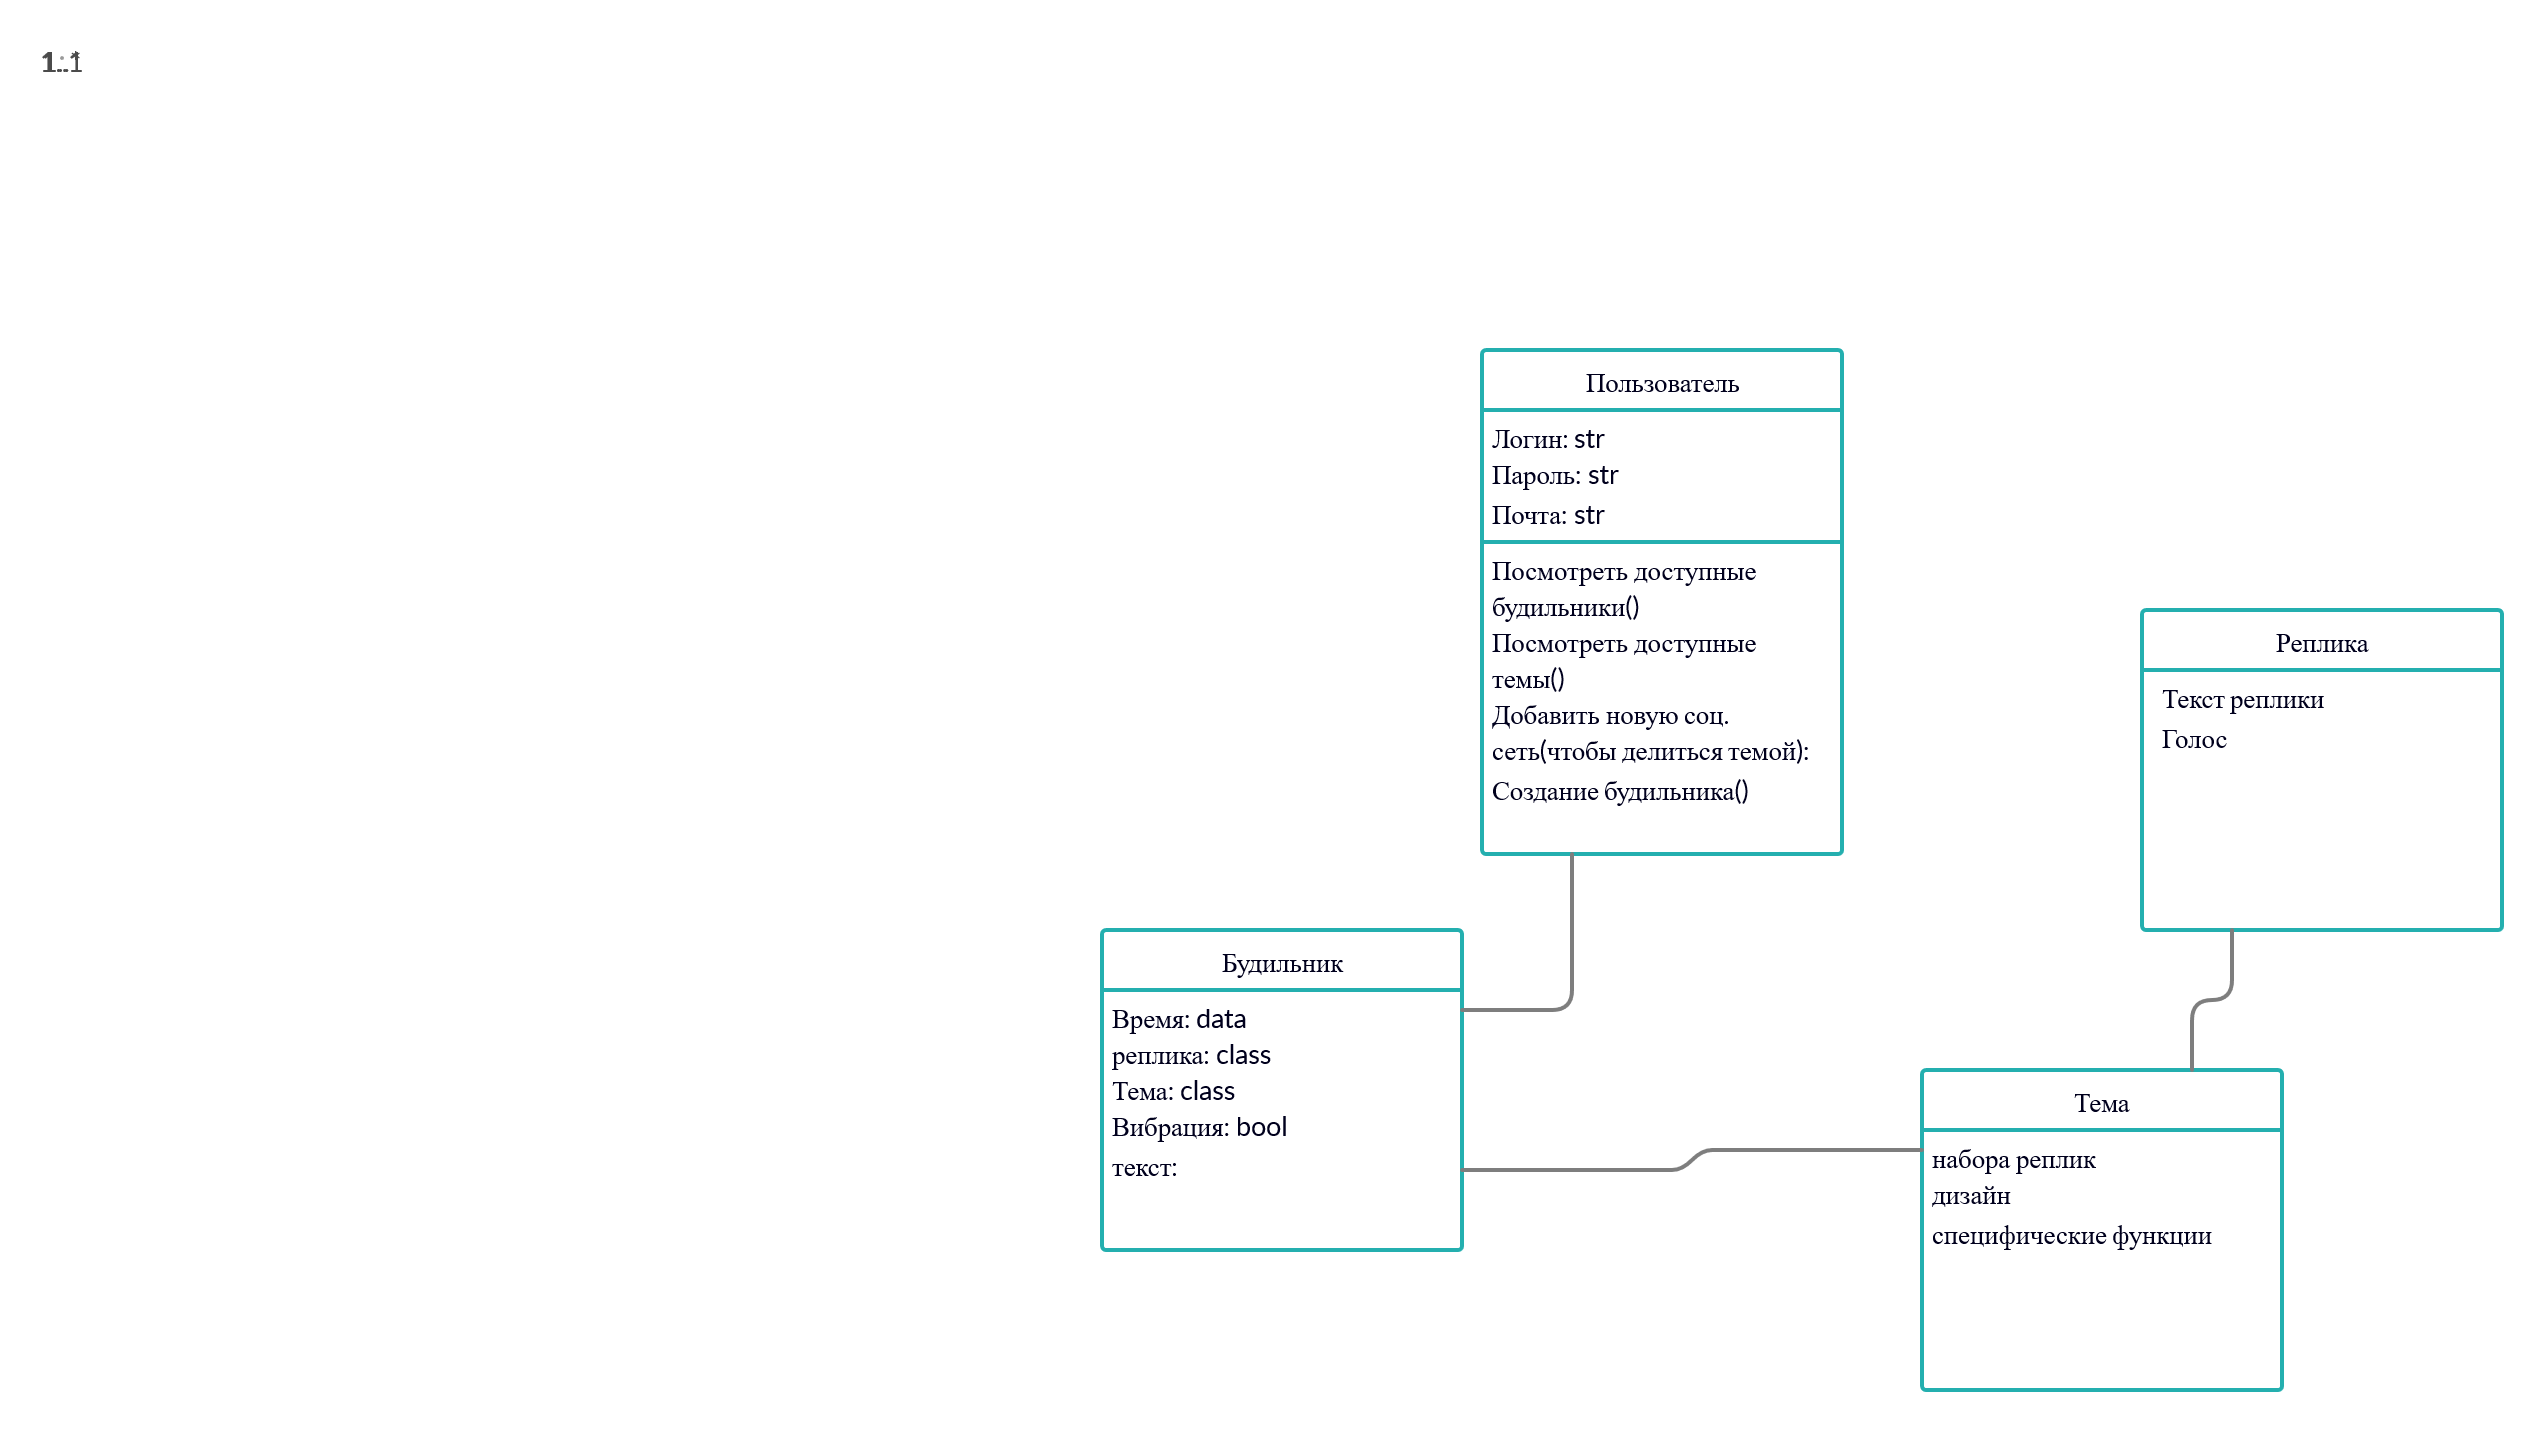 Пользователь
Логин: str
Пароль: str
Почта: str
Посмотреть доступные
будильники()
Посмотреть доступные
темы()
Добавить новую соц.
сеть(чтобы делиться темой):
Создание будильника()
Реплика
Текст реплики
Голос
Будильник
Время: data
реплика: class
Тема: class
Вибрация: bool
текст:
Тема
набора реплик
дизайн
специфические функции